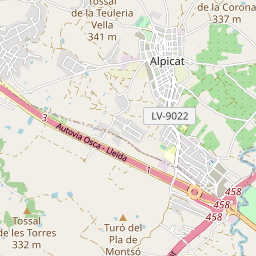 Tossal
de la Teuleria
Vella
341 m
de la Corona
337 m
Alpicat
LV-9022
3
Autovia Osca - Lleida
1
458
458
458
Tossal
de les Torres
332 m
Turó del
Pla de
Montsó